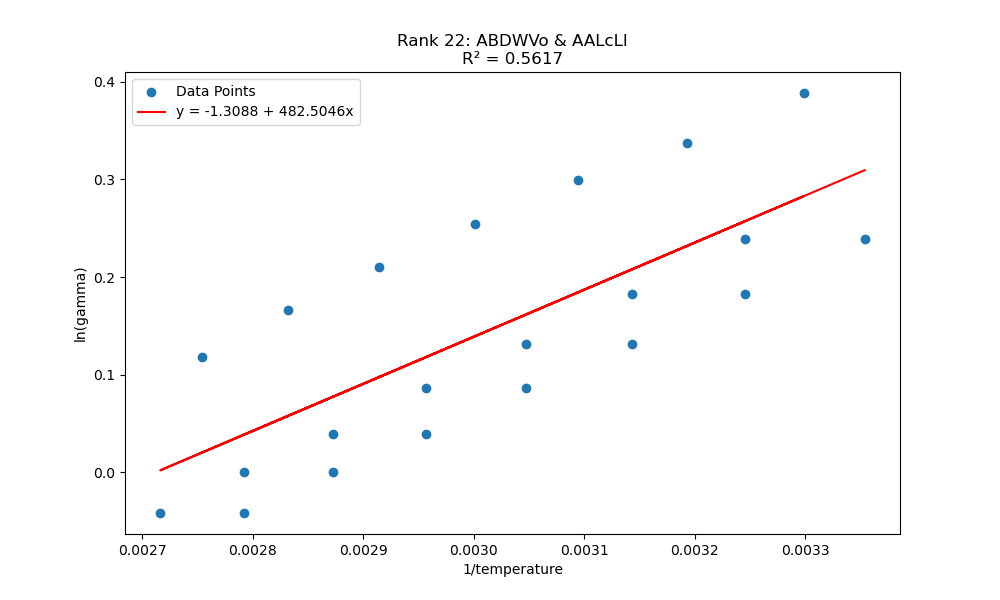 Rank 22: ABDWVo & AALcLl
R² = 0.5617
Data Points
y = -1.3088 + 482.5046x
ln(gamma)
0.4
0.3
0.2
0.1
0.0
0.0027
0.0028
0.0029
0.0030
0.0031
0.0032
0.0033
1/temperature